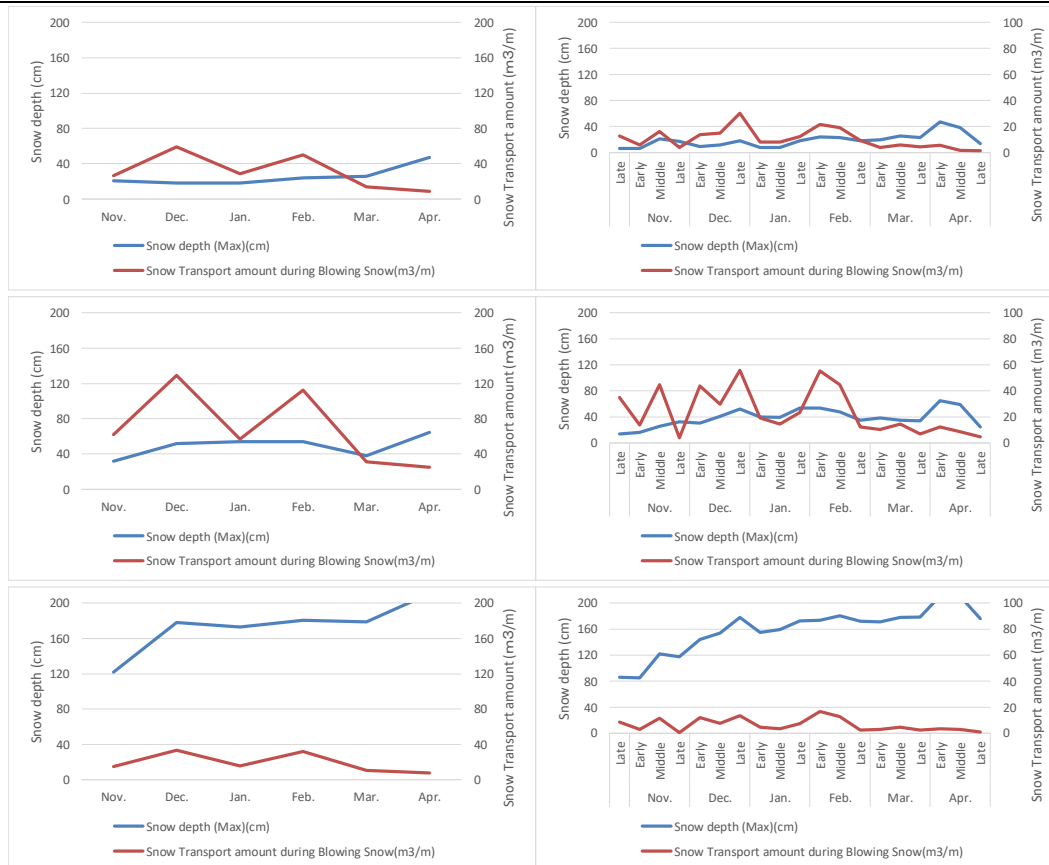 Snow depth (cm)
200
160
120
80
40
0
Nov. Dec. Jan. Feb. Mar. Apr.
200
160
120
80
40
0
Snow Transport amount (m3/m)
Snow depth (Max)(cm)
Snow Transport amount during Blowing Snow(m3/m)
Snow depth (cm)
200
160
120
80
40
0
Late Early Middle Late Early Middle Late Early Middle Late Early Middle Late Early Middle Late Early Middle Late
Nov. Dec. Jan. Feb. Mar. Apr.
100
80
60
40
20
0
Snow Transport amount (m3/m)
Snow depth (Max)(cm)
Snow Transport amount during Blowing Snow(m3/m)
Snow depth (cm)
200
160
120
80
40
0
Nov. Dec. Jan. Feb. Mar. Apr.
200
160
120
80
40
0
Snow Transport amount (m3/m)
Snow depth (Max)(cm)
Snow Transport amount during Blowing Snow(m3/m)
Snow depth (cm)
200
160
120
80
40
0
Late Early Middle Late Early Middle Late Early Middle Late Early Middle Late Early Middle Late Early Middle Late
Nov. Dec. Jan. Feb. Mar. Apr.
100
80
60
40
20
0
Snow Transport amount (m3/m)
Snow depth (Max)(cm)
Snow Transport amount during Blowing Snow(m3/m)
Snow depth (cm)
200
160
120
80
40
0
Nov. Dec. Jan. Feb. Mar. Apr.
200
160
120
80
40
0
Snow Transport amount (m3/m)
Snow depth (Max)(cm)
Snow Transport amount during Blowing Snow(m3/m)
Snow depth (cm)
200
160
120
80
40
0
Late Early Middle Late Early Middle Late Early Middle Late Early Middle Late Early Middle Late Early Middle Late
Nov. Dec. Jan. Feb. Mar. Apr.
100
80
60
40
20
0
Snow Transport amount (m3/m)
Snow depth (Max)(cm)
Snow Transport amount during Blowing Snow(m3/m)